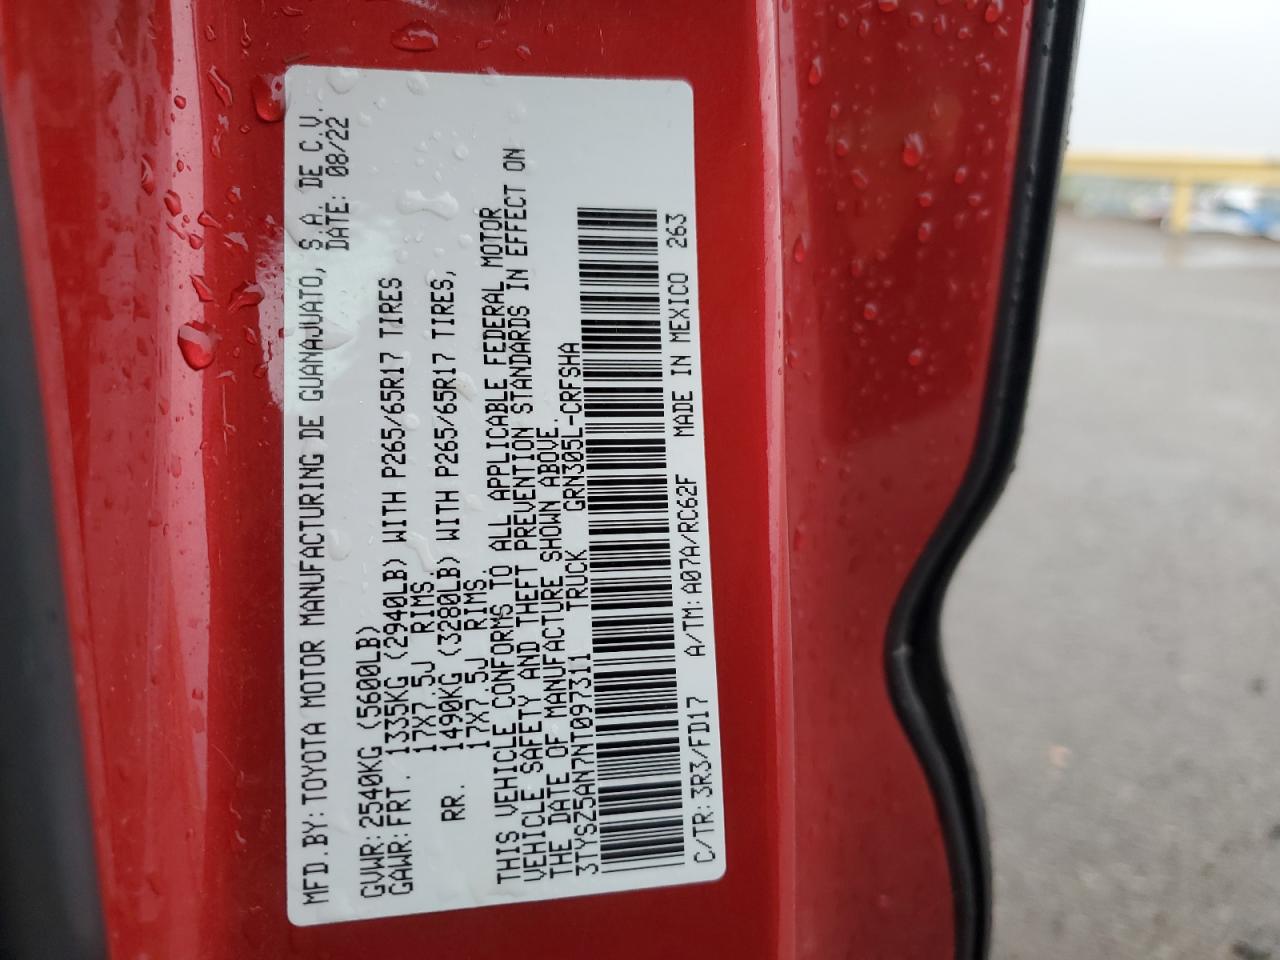 MFD.BY:TOYOTA MOTOR MANUFACTURING DE GUANAJUATO, S.A. DE C.V.
DATE: 08/22
GVWR:2540KG (5600LB)
GAWR:FRT. 1335KG (2940LB) WITH P265/65R17 TIRES
17X7.5J RIMS.
RR. 1490KG (3280LB) WITH P265/65R17 TIRES,
17X7.5J RIMS.
THIS VEHICLE CONFORMS TO ALL APPLICABLE FEDERAL MOTOR
VEHICLE SAFETY AND THEFT PREVENTION STANDARDS IN EFFECT ON
THE DATE OF MANUFACTURE SHOWN ABOVE.
3TYSZ5AN7NT097311 TRUCK GRN305L-CRFSHA
C/TR:3R3/FD17 A/TM:A07A/RC62F MADE IN MEXICO 263